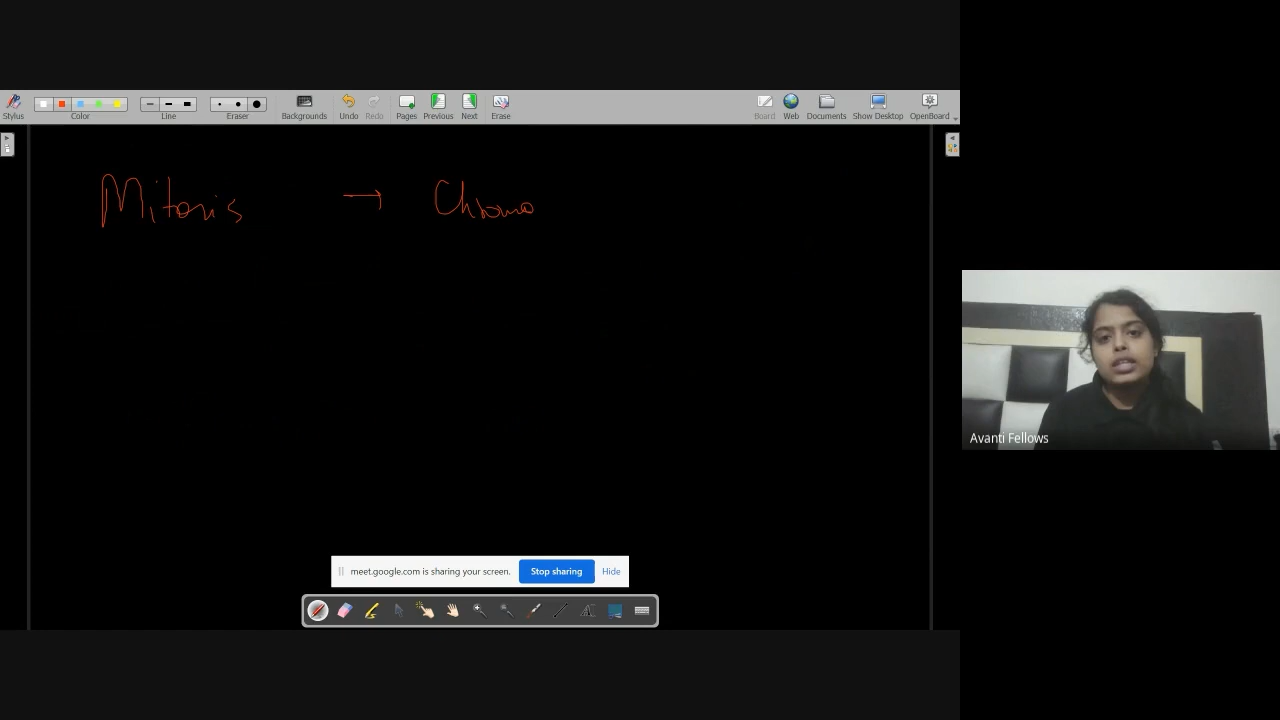 Stylus Color Line Eraser Backgrounds Undo Redo Pages Previous Next Erase Board Web Documents Show Desktop OpenBoard
Mitosis → Chromo
Avanti Fellows
meet.google.com is sharing your screen. Stop sharing Hide